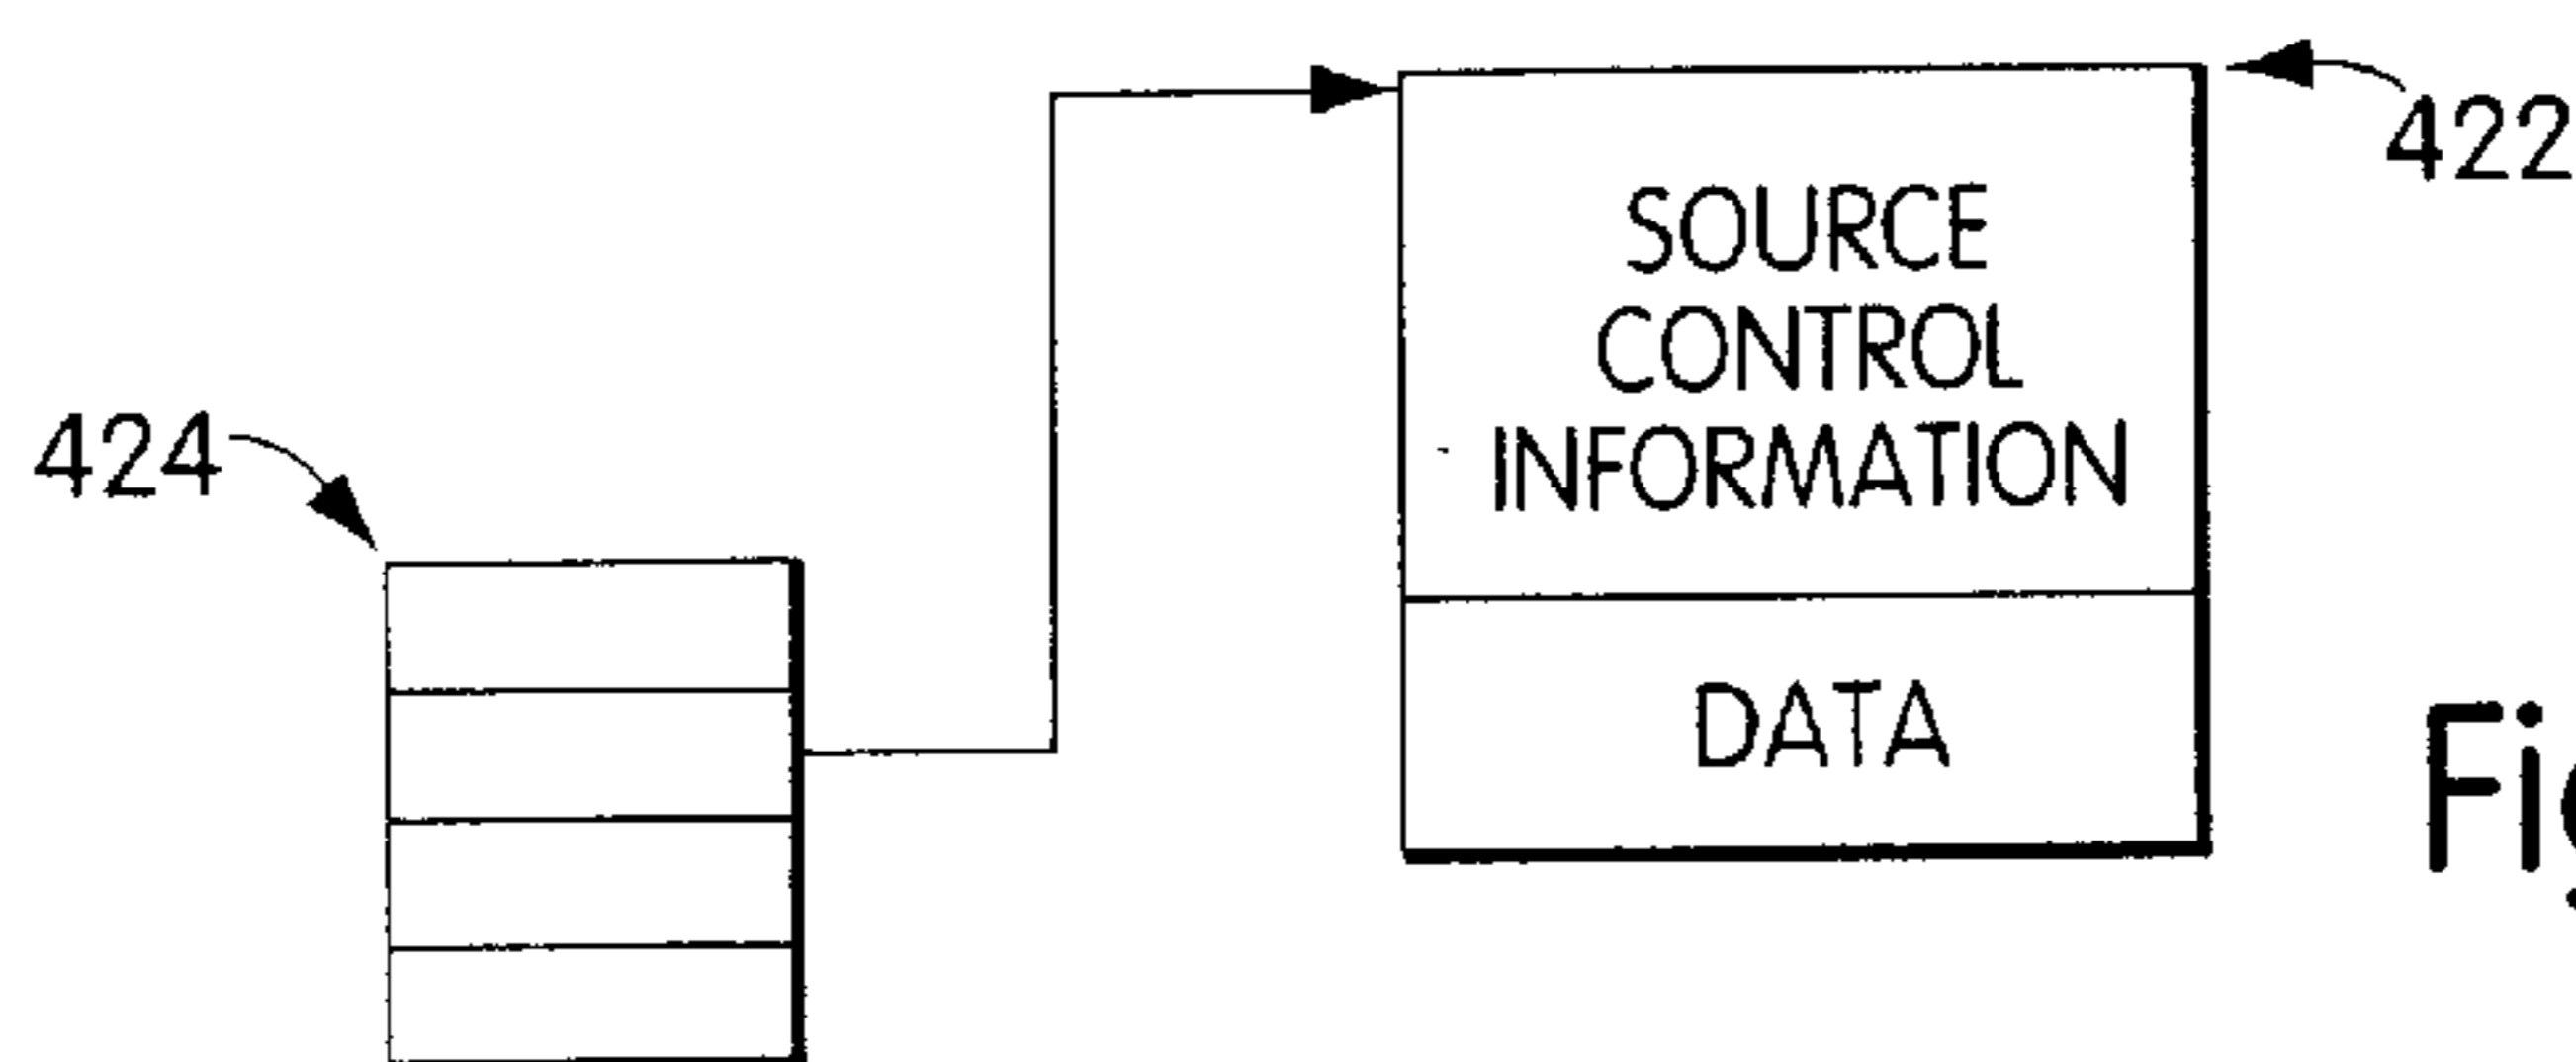 422
SOURCE
CONTROL
INFORMATION
424
DATA